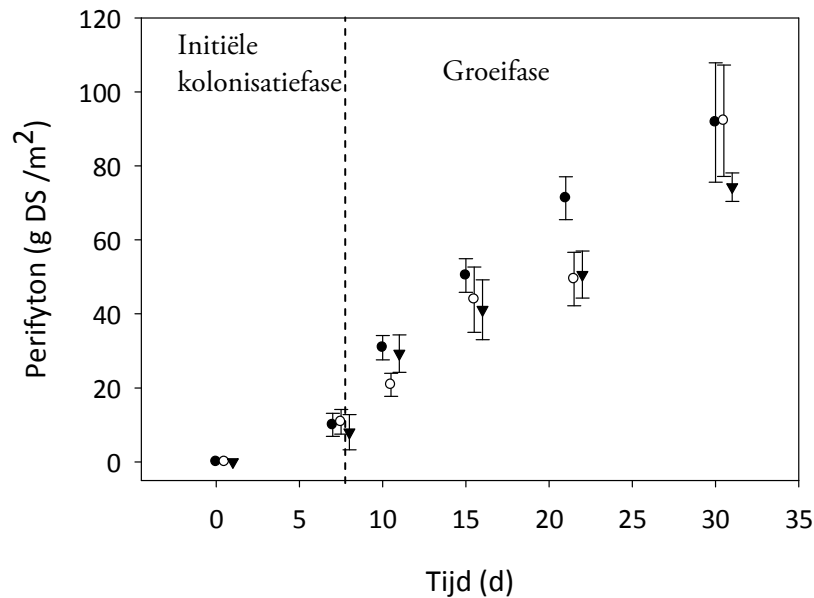 120
100
80
60
40
20
0
Perifyton (g DS /m²)
Initiële
kolonisatiefase
Groeifase
0 5 10 15 20 25 30 35
Tijd (d)